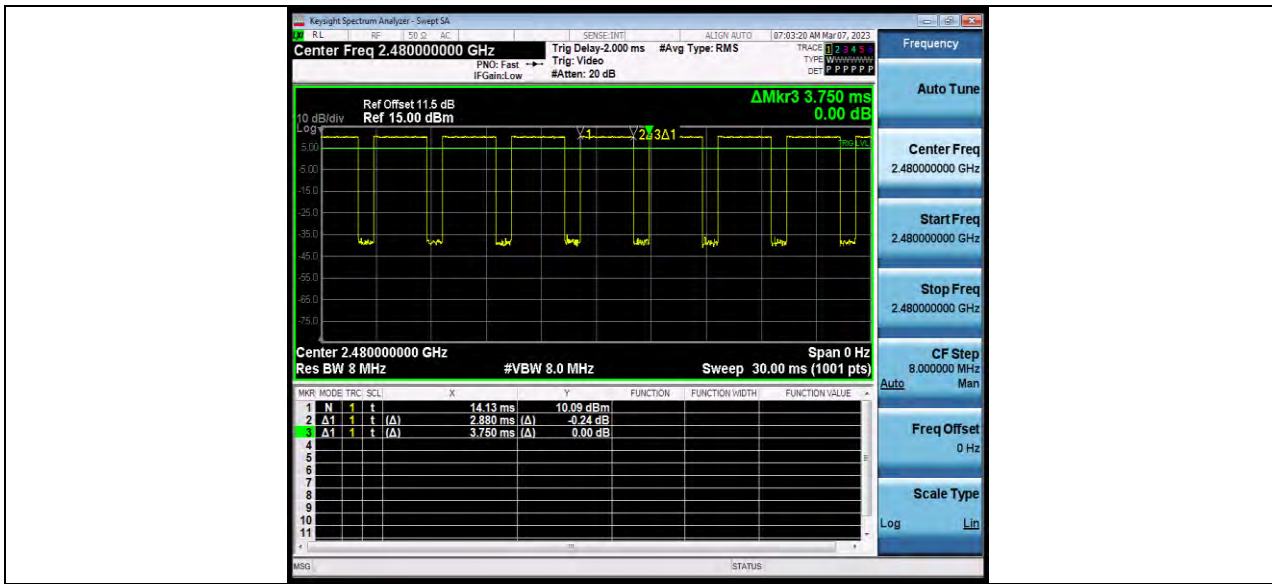 Keysight Spectrum Analyzer - Swept SA
LXI RL RF 50 Ω AC SENSE:INT ALIGN AUTO 07:03:20 AM Mar 07, 2023
Center Freq 2.480000000 GHz
PNO: Fast
IFGain:Low
Trig Delay-2.000 ms
Trig: Video
#Atten: 20 dB
#Avg Type: RMS
TRACE 1 2 3 4 5 6
TYPE WWWWWW
DET P P P P P P
ΔMkr3 3.750 ms
0.00 dB
Ref Offset 11.5 dB
10 dB/div Ref 15.00 dBm
Log
1 2 3Δ1
TRIG LVL
5.00
-5.00
-15.0
-25.0
-35.0
-45.0
-55.0
-65.0
-75.0
Center 2.480000000 GHz Span 0 Hz
Res BW 8 MHz #VBW 8.0 MHz Sweep 30.00 ms (1001 pts)
MKR MODE TRC SCL X Y FUNCTION FUNCTION WIDTH FUNCTION VALUE
1 N 1 t 14.13 ms 10.09 dBm
2 Δ1 1 t (Δ) 2.880 ms (Δ) -0.24 dB
3 Δ1 1 t (Δ) 3.750 ms (Δ) 0.00 dB
4
5
6
7
8
9
10
11
MSG STATUS
Frequency
Auto Tune
Center Freq
2.480000000 GHz
Start Freq
2.480000000 GHz
Stop Freq
2.480000000 GHz
CF Step
8.000000 MHz
Auto Man
Freq Offset
0 Hz
Scale Type
Log Lin